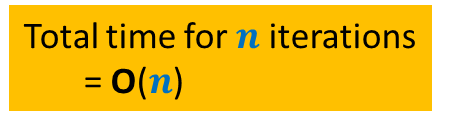 Total time for n iterations
= O(n)